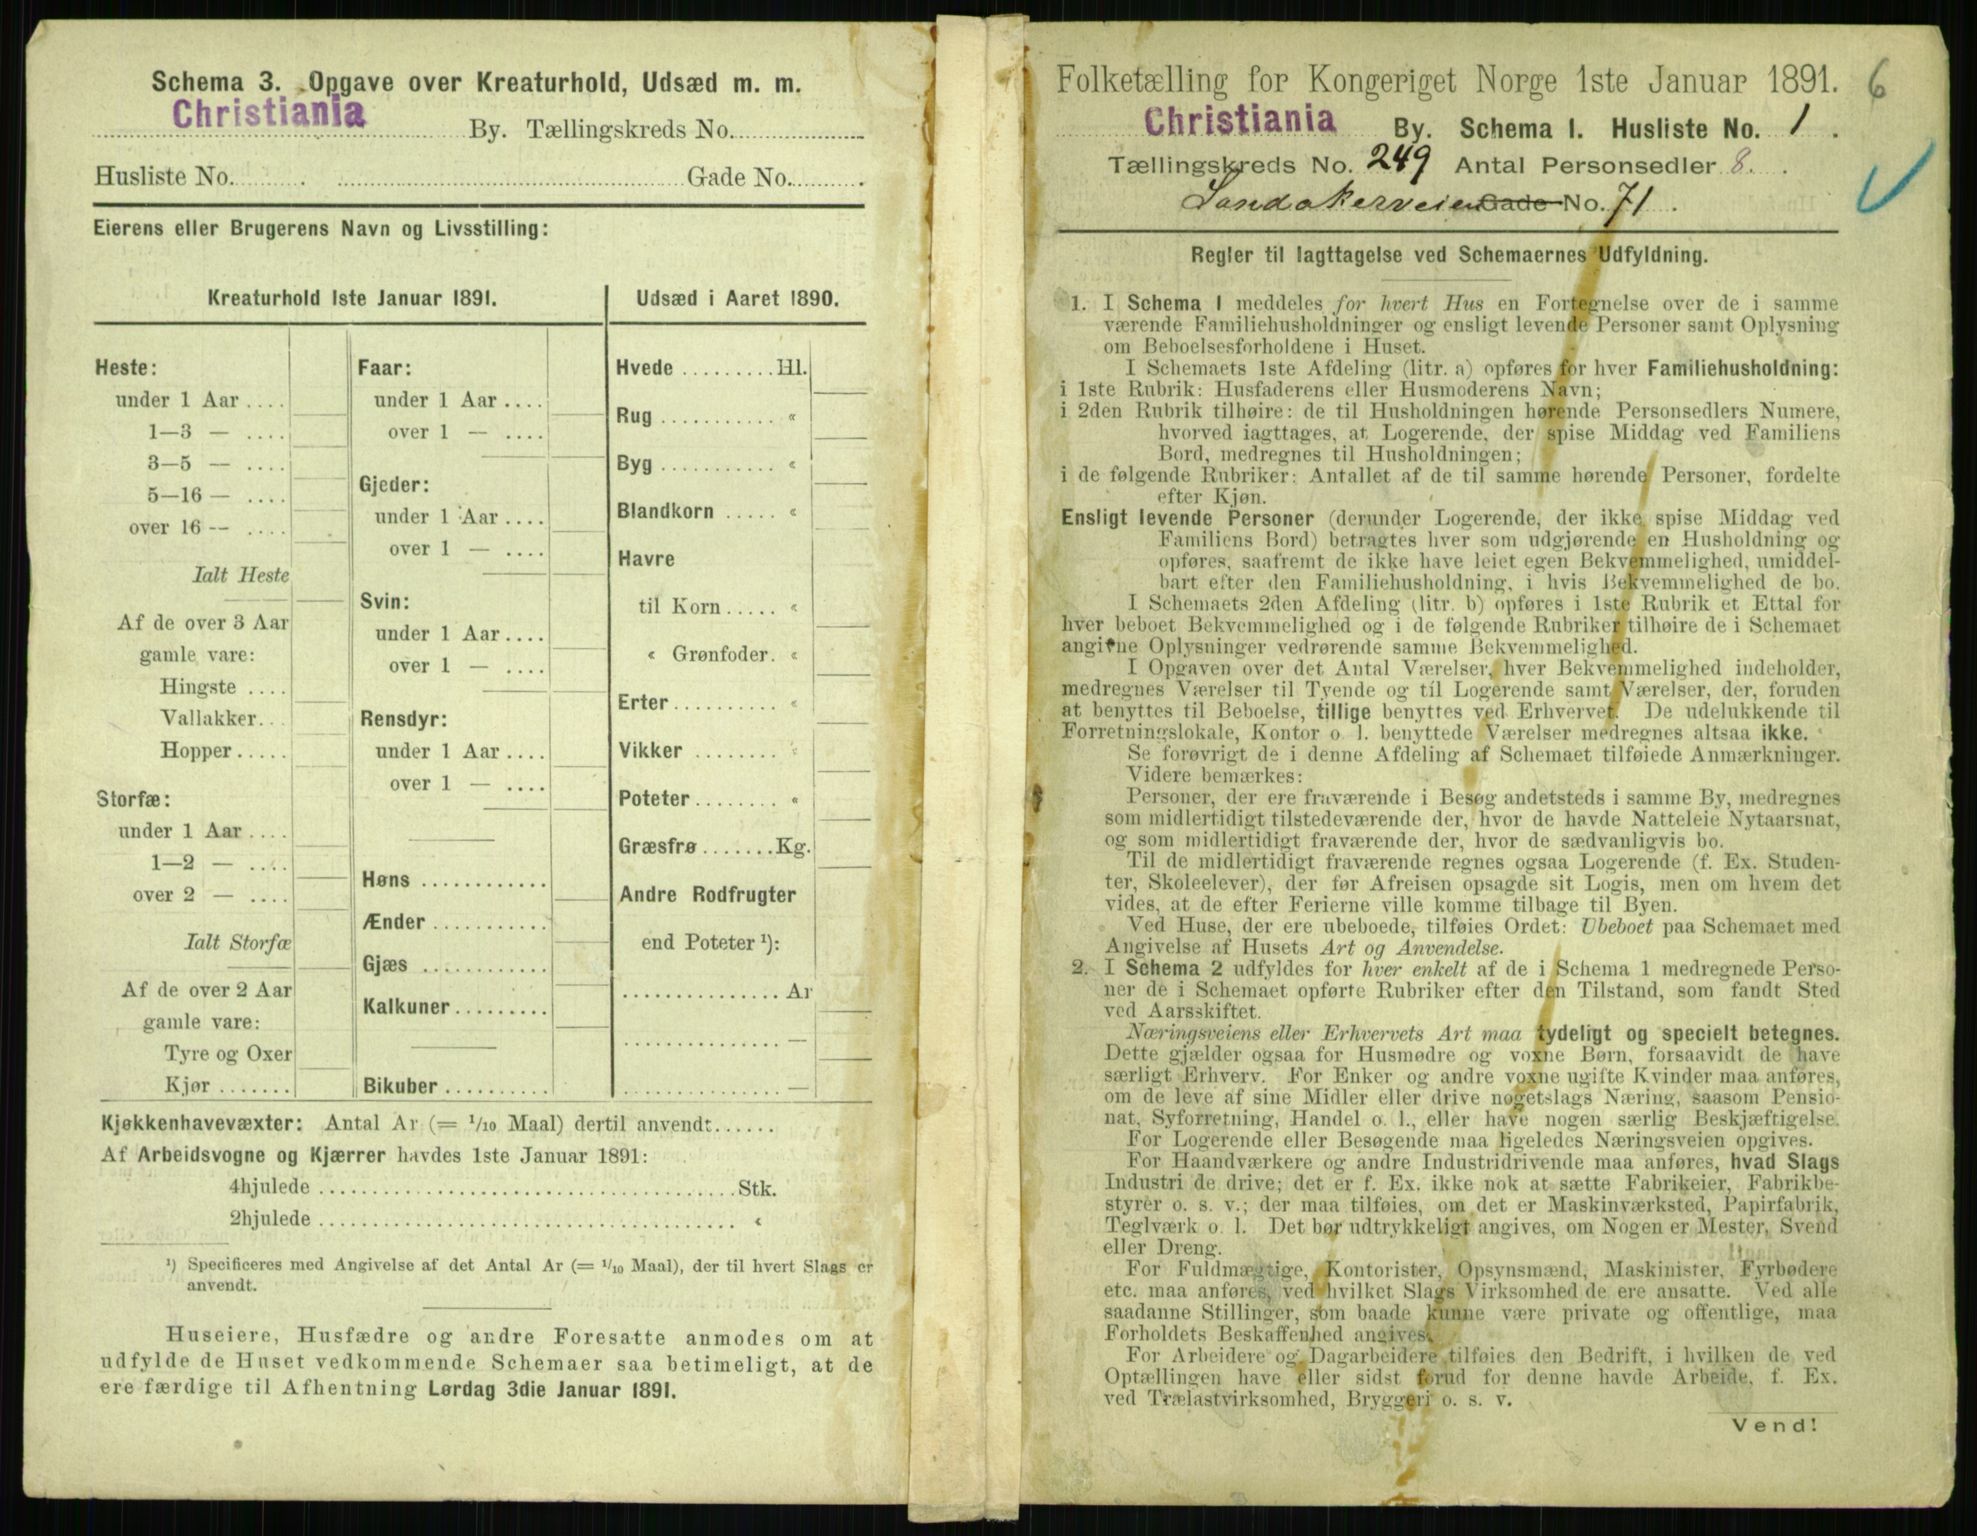 Schema 3. Opgave over Kreaturhold, Udsæd m. m.
Christiania
By. Tællingskreds No.
Husliste No. Gade No.
Eierens eller Brugerens Navn og Livsstilling:
Kreaturhold 1ste Januar 1891.
Heste:
under 1 Aar ....
1—3 — ....
3—5 — ....
5—16 — ....
over 16 -- ....
Ialt Heste
Af de over 3 Aar
gamle vare:
Hingste ....
Vallakker...
Hopper.....
Storfæ:
under 1 Aar ....
1—2 — ....
over 2 — ....
Ialt Storfæ
Af de over 2 Aar
gamle vare:
Tyre og Oxer
Kjør .......
Faar:
under 1 Aar ....
over 1 — ....
Gjeder:
under 1 Aar ....
over 1 — ....
Svin:
under 1 Aar ....
over 1 — ....
Rensdyr:
under 1 Aar ....
over 1 — ....
Høns ............
Ænder ...........
Gjæs ............
Kalkuner.........
Bikuber ..........
Udsæd i Aaret 1890.
Hvede ......... Hl.
Rug ........... «
Byg ........... «
Blandkorn ..... «
Havre
til Korn ..... «
« Grønfoder. «
Erter.......... «
Vikker ........ «
Poteter........ «
Græsfrø .......Kg.
Andre Rodfrugter
end Poteter ¹):
............... Ar
............... —
............... —
Kjøkkenhavevæxter: Antal Ar (= 1/10 Maal) dertil anvendt......
Af Arbeidsvogne og Kjærrer havdes 1ste Januar 1891:
4hjulede ........................................Stk.
2hjulede ........................................ «
¹) Specificeres med Angivelse af det Antal Ar (= 1/10 Maal), der til hvert Slags er
anvendt.
Huseiere, Husfædre og andre Foresatte anmodes om at
udfylde de Huset vedkommende Schemaer saa betimeligt, at de
ere færdige til Afhentning Lørdag 3die Januar 1891.
Folketælling for Kongeriget Norge 1ste Januar 1891. 6
Christiania By. Schema 1. Husliste No. 1.
Tællingskreds No. 249 Antal Personsedler 8.
Sandakerveien Gade No. 71.
Regler til Iagttagelse ved Schemaernes Udfyldning.
1. I Schema 1 meddeles for hvert Hus en Fortegnelse over de i samme
værende Familiehusholdninger og ensligt levende Personer samt Oplysning
om Beboelsesforholdene i Huset.
I Schemaets 1ste Afdeling (litr. a) opføres for hver Familiehusholdning:
i 1ste Rubrik: Husfaderens eller Husmoderens Navn;
i 2den Rubrik tilhøire: de til Husholdningen hørende Personsedlers Numere,
hvorved iagttages, at Logerende, der spise Middag ved Familiens
Bord, medregnes til Husholdningen;
i de følgende Rubriker: Antallet af de til samme hørende Personer, fordelte
efter Kjøn.
Ensligt levende Personer (derunder Logerende, der ikke spise Middag ved
Familiens Bord) betragtes hver som udgjørende en Husholdning og
opføres, saafremt de ikke have leiet egen Bekvemmelighed, umiddel-
bart efter den Familiehusholdning, i hvis Bekvemmelighed de bo.
I Schemaets 2den Afdeling (litr. b) opføres i 1ste Rubrik et Ettal for
hver beboet Bekvemmelighed og i de følgende Rubriker tilhøire de i Schemaet
angivne Oplysninger vedrørende samme Bekvemmelighed.
I Opgaven over det Antal Værelser, hver Bekvemmelighed indeholder,
medregnes Værelser til Tyende og til Logerende samt Værelser, der, foruden
at benyttes til Beboelse, tillige benyttes ved Erhvervet. De udelukkende til
Forretningslokale, Kontor o. l. benyttede Værelser medregnes altsaa ikke.
Se forøvrigt de i denne Afdeling af Schemaet tilføiede Anmærkninger.
Videre bemærkes:
Personer, der ere fraværende i Besøg andetsteds i samme By, medregnes
som midlertidigt tilstedeværende der, hvor de havde Natteleie Nytaarsnat,
og som midlertidigt fraværende der, hvor de sædvanligvis bo.
Til de midlertidigt fraværende regnes ogsaa Logerende (f. Ex. Studen-
ter, Skoleelever), der før Afreisen opsagde sit Logis, men om hvem det
vides, at de efter Ferierne ville komme tilbage til Byen.
Ved Huse, der ere ubeboede, tilføies Ordet: Ubeboet paa Schemaet med
Angivelse af Husets Art og Anvendelse.
2. I Schema 2 udfyldes for hver enkelt af de i Schema 1 medregnede Perso-
ner de i Schemaet opførte Rubriker efter den Tilstand, som fandt Sted
ved Aarsskiftet.
Næringsveiens eller Erhvervets Art maa tydeligt og specielt betegnes.
Dette gjælder ogsaa for Husmødre og voxne Børn, forsaavidt de have
særligt Erhverv. For Enker og andre voxne ugifte Kvinder maa anføres,
om de leve af sine Midler eller drive nogetslags Næring, saasom Pensio-
nat, Syforretning, Handel o. l., eller have nogen særlig Beskjæftigelse.
For Logerende eller Besøgende maa ligeledes Næringsveien opgives.
For Haandværkere og andre Industridrivende maa anføres, hvad Slags
Industri de drive; det er f. Ex. ikke nok at sætte Fabrikeier, Fabrikbe-
styrer o. s. v.; der maa tilføies, om det er Maskinværksted, Papirfabrik,
Teglværk o. l. Det bør udtrykkeligt angives, om Nogen er Mester, Svend
eller Dreng.
For Fuldmægtige, Kontorister, Opsynsmænd, Maskinister, Fyrbødere
etc. maa anføres, ved hvilket Slags Virksomhed de ere ansatte. Ved alle
saadanne Stillinger, som baade kunne være private og offentlige, maa
Forholdets Beskaffenhed angives.
For Arbeidere og Dagarbeidere tilføies den Bedrift, i hvilken de ved
Optællingen have eller sidst forud for denne havde Arbeide, f. Ex.
ved Trælastvirksomhed, Bryggeri o. s. v.
Vend!